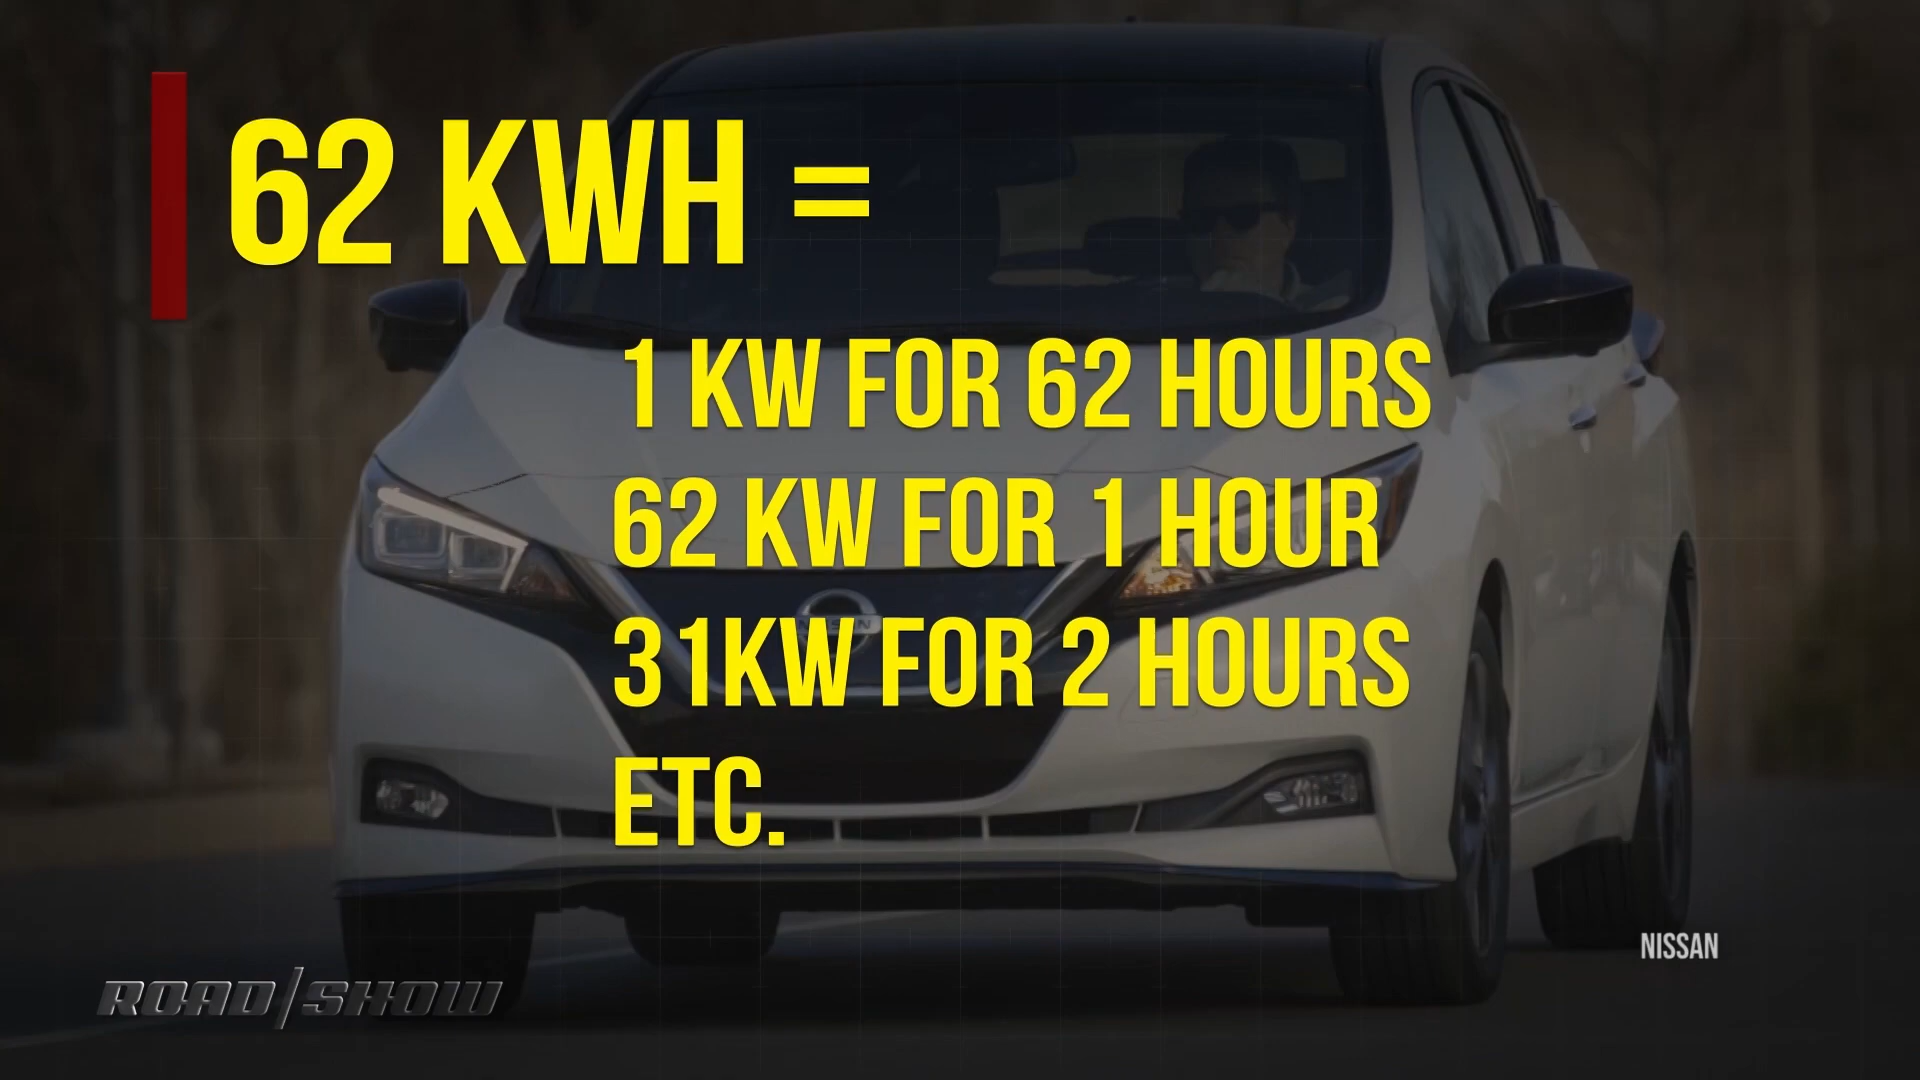 62 KWH =
1 KW FOR 62 HOURS
62 KW FOR 1 HOUR
31KW FOR 2 HOURS
ETC.
NISSAN
NISSAN
ROAD/SHOW